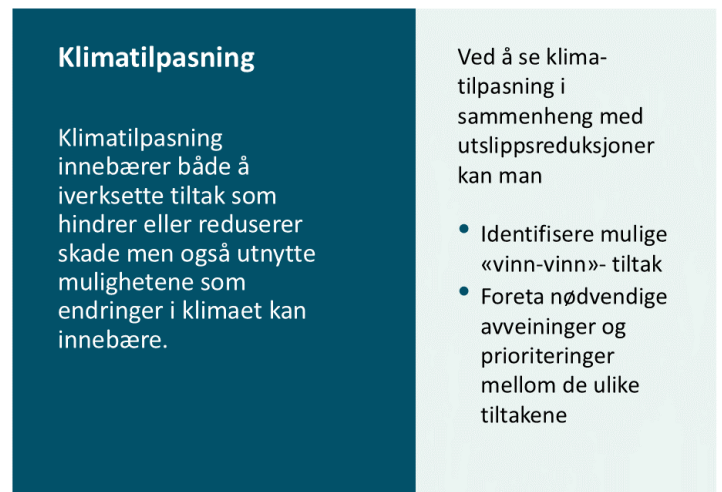 Klimatilpasning
Klimatilpasning
innebærer både å
iverksette tiltak som
hindrer eller reduserer
skade men også utnytte
mulighetene som
endringer i klimaet kan
innebære.
Ved å se klima-
tilpasning i
sammenheng med
utslippsreduksjoner
kan man
• Identifisere mulige
«vinn-vinn»- tiltak
• Foreta nødvendige
avveininger og
prioriteringer
mellom de ulike
tiltakene